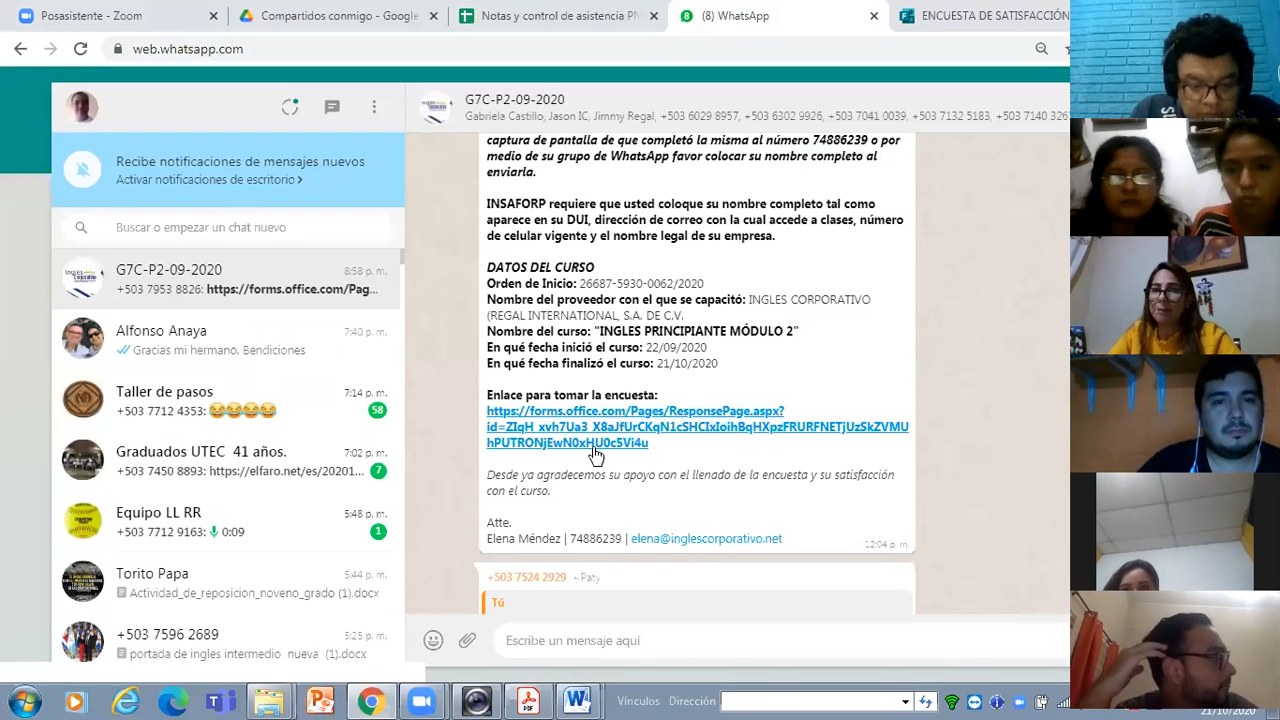 Posasistente - Zoom
Compartidos conmigo - Google
Notas y control de asistencia PN
(8) WhatsApp
ENCUESTA DE SATISFACCIÓN
web.whatsapp.com
G7C-P2-09-2020
Gabriela Castill, Jason IC, Jimmy Regal, +503 6029 8957, +503 6302 9926, +503 7041 0039, +503 7132 5183, +503 7140 326
Recibe notificaciones de mensajes nuevos
Activar notificaciones de escritorio >
Buscar o empezar un chat nuevo
G7C-P2-09-2020 8:58 p. m.
+503 7953 8826: https://forms.office.com/Pag...
Alfonso Anaya 7:40 p. m.
Gracias mi hermano. Bendiciones
Taller de pasos 7:14 p. m.
+503 7712 4353: 58
Graduados UTEC 41 años. 7:02 p. m.
+503 7450 8893: https://elfaro.net/es/20201... 7
Equipo LL RR 5:48 p. m.
+503 7712 9163: 0:09 1
Torito Papa 5:44 p. m.
Actividad_de_reposicion_noveno_grado (1).docx
+503 7596 2689 5:25 p. m.
portada de ingles intermedio nueva (1).docx
captura de pantalla de que completó la misma al número 74886239 o por
medio de su grupo de WhatsApp favor colocar su nombre completo al
enviarla.
INSAFORP requiere que usted coloque su nombre completo tal como
aparece en su DUI, dirección de correo con la cual accede a clases, número
de celular vigente y el nombre legal de su empresa.
DATOS DEL CURSO
Orden de Inicio: 26687-5930-0062/2020
Nombre del proveedor con el que se capacitó: INGLES CORPORATIVO
(REGAL INTERNATIONAL, S.A. DE C.V.
Nombre del curso: "INGLES PRINCIPIANTE MÓDULO 2"
En qué fecha inició el curso: 22/09/2020
En qué fecha finalizó el curso: 21/10/2020
Enlace para tomar la encuesta:
https://forms.office.com/Pages/ResponsePage.aspx?
id=ZIqH_xvh7Ua3_X8aJfUrCKqN1cSHCIxIoihBqHXpzFRURFNETjUzSkZVMU
hPUTRONjEwN0xHU0c5Vi4u
Desde ya agradecemos su apoyo con el llenado de la encuesta y su satisfacción
con el curso.
Atte.
Elena Méndez | 74886239 | elena@inglescorporativo.net
12:04 p. m.
+503 7521 2929 ~Paty
Tú
Escribe un mensaje aquí
Vínculos Dirección
21/10/2020